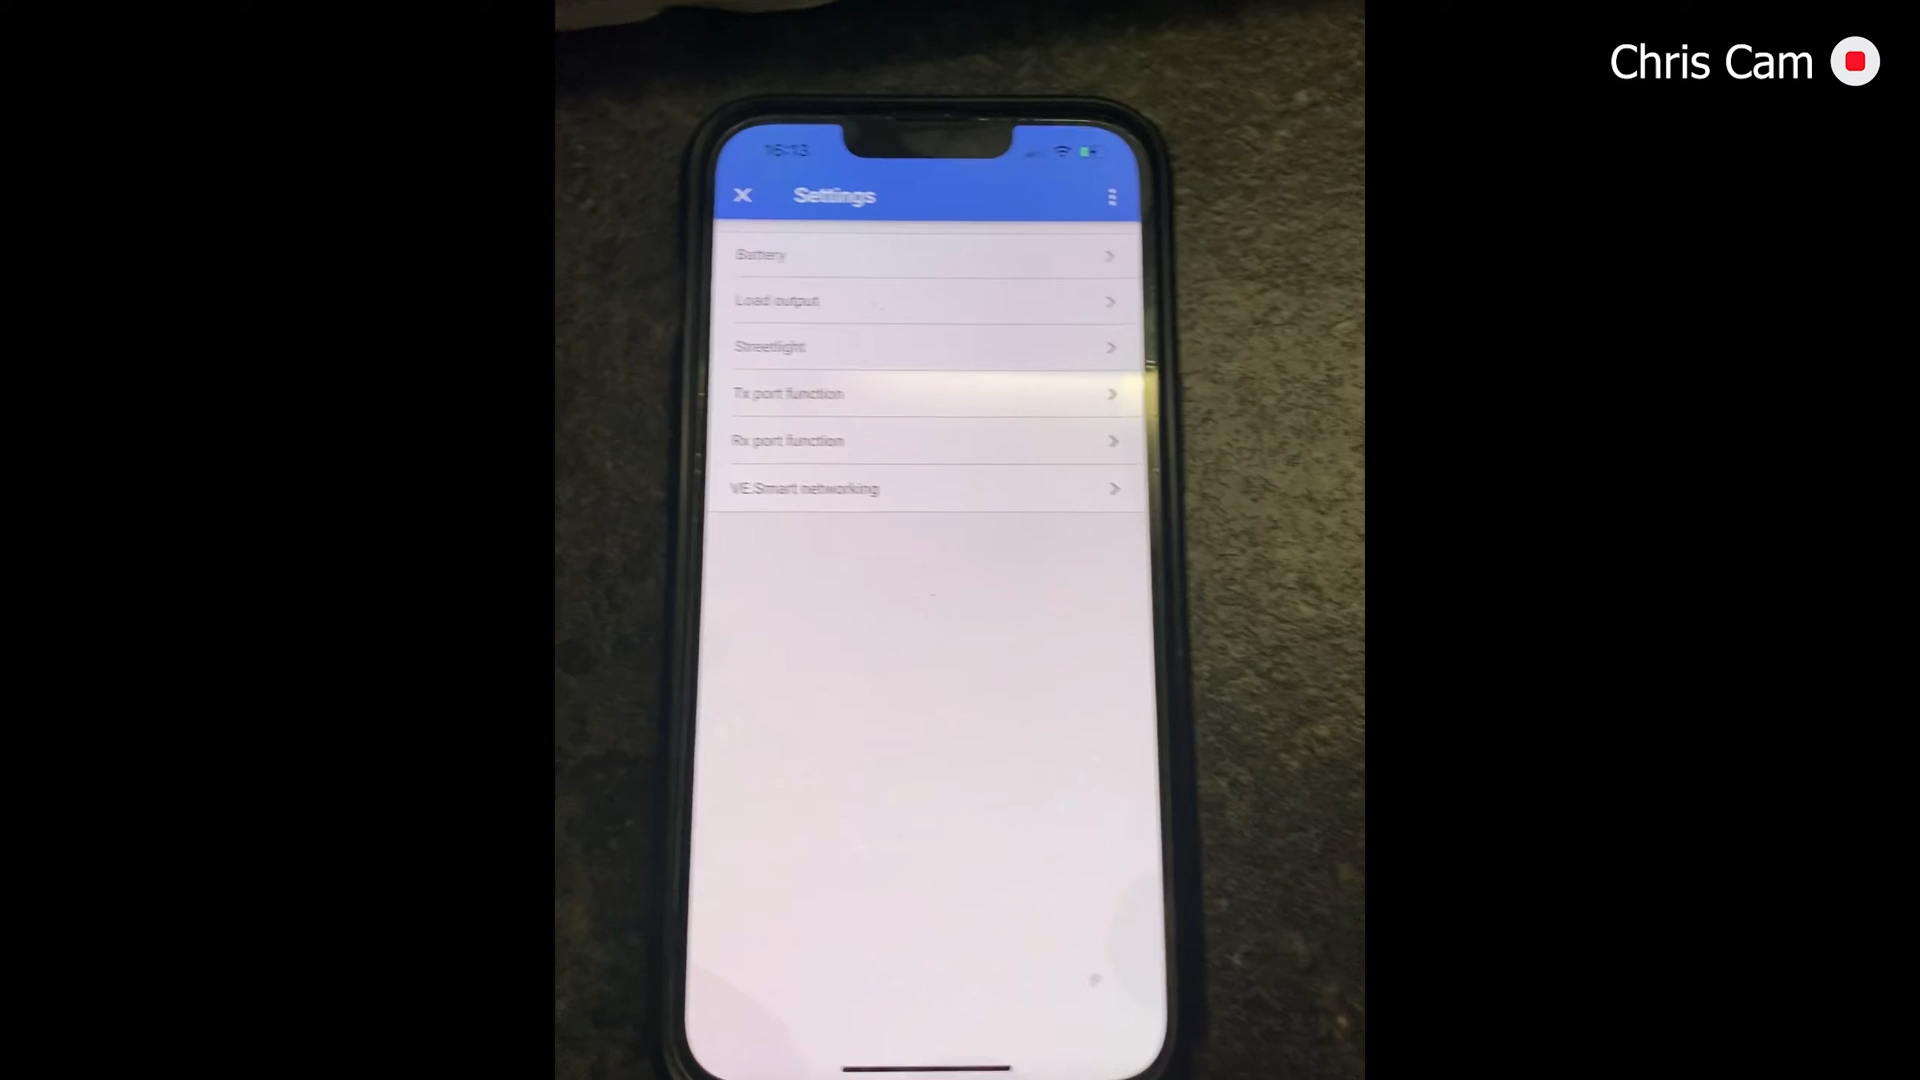 Chris Cam
16:13
Settings
Battery
Load output
Streetlight
Tx port function
Rx port function
VE.Smart networking